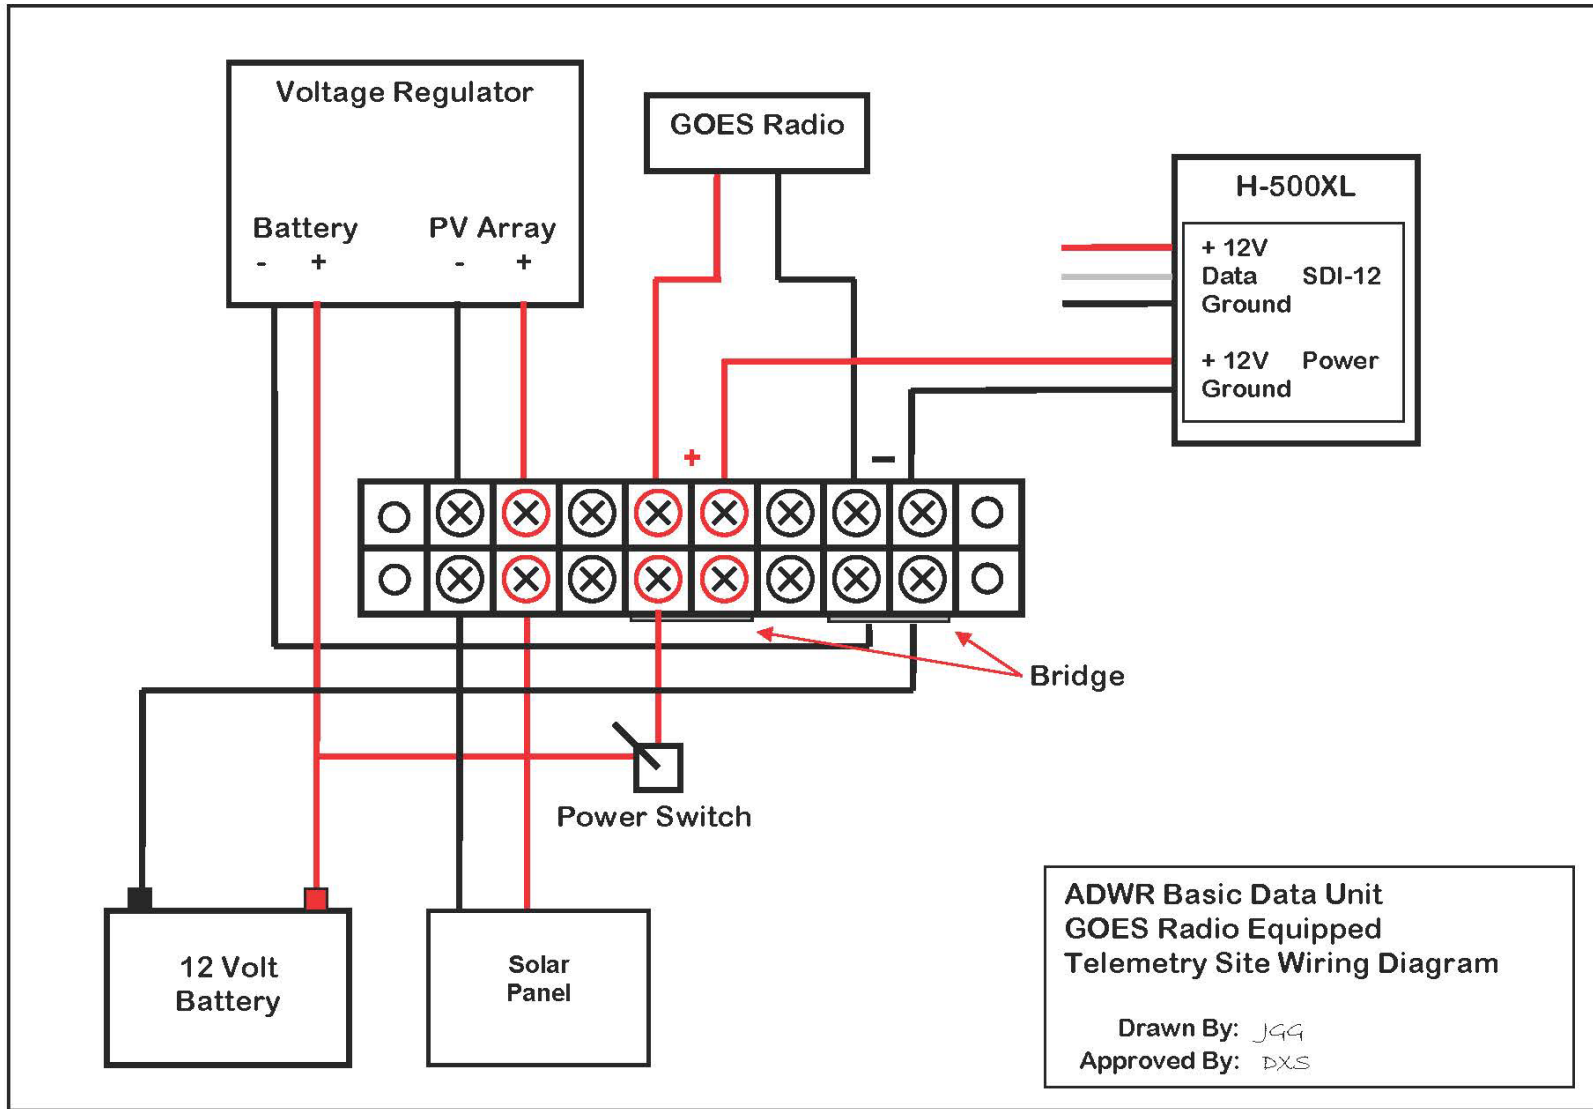 Voltage Regulator
Battery
PV Array
- + - +
GOES Radio
H-500XL
+ 12V
Data SDI-12
Ground
+ 12V Power
Ground
+ −
Bridge
Power Switch
12 Volt
Battery
Solar
Panel
ADWR Basic Data Unit
GOES Radio Equipped
Telemetry Site Wiring Diagram
Drawn By: JGG
Approved By: DXS